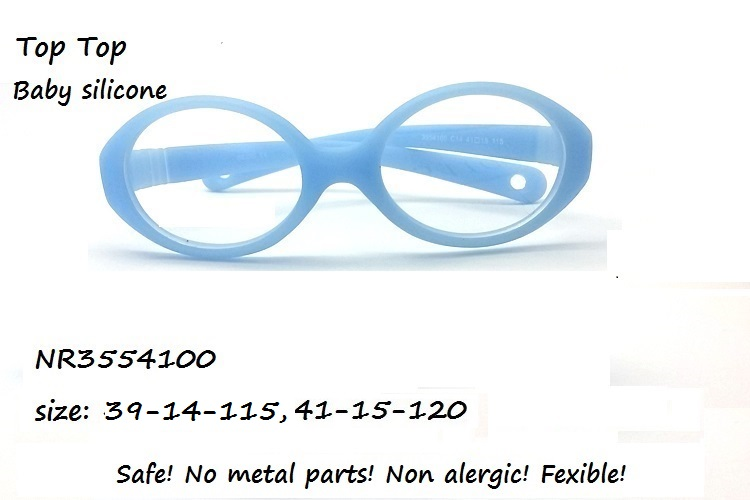 Top Top
Baby silicone
NR3554100
size: 39-14-115, 41-15-120
Safe! No metal parts! Non alergic! Fexible!